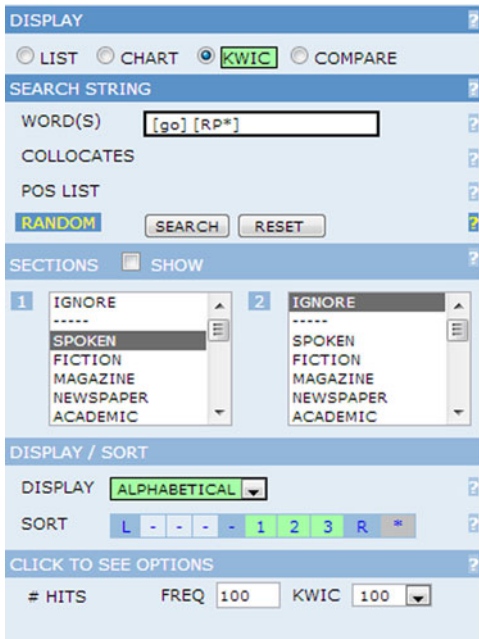 DISPLAY ?
LIST CHART KWIC COMPARE
SEARCH STRING ?
WORD(S) [go] [RP*] ?
COLLOCATES ?
POS LIST ?
RANDOM SEARCH RESET ?
SECTIONS SHOW ?
1 IGNORE
-----
SPOKEN
FICTION
MAGAZINE
NEWSPAPER
ACADEMIC
2 IGNORE
-----
SPOKEN
FICTION
MAGAZINE
NEWSPAPER
ACADEMIC
DISPLAY / SORT
DISPLAY ALPHABETICAL ?
SORT L - - - - 1 2 3 R * ?
CLICK TO SEE OPTIONS ?
# HITS FREQ 100 KWIC 100